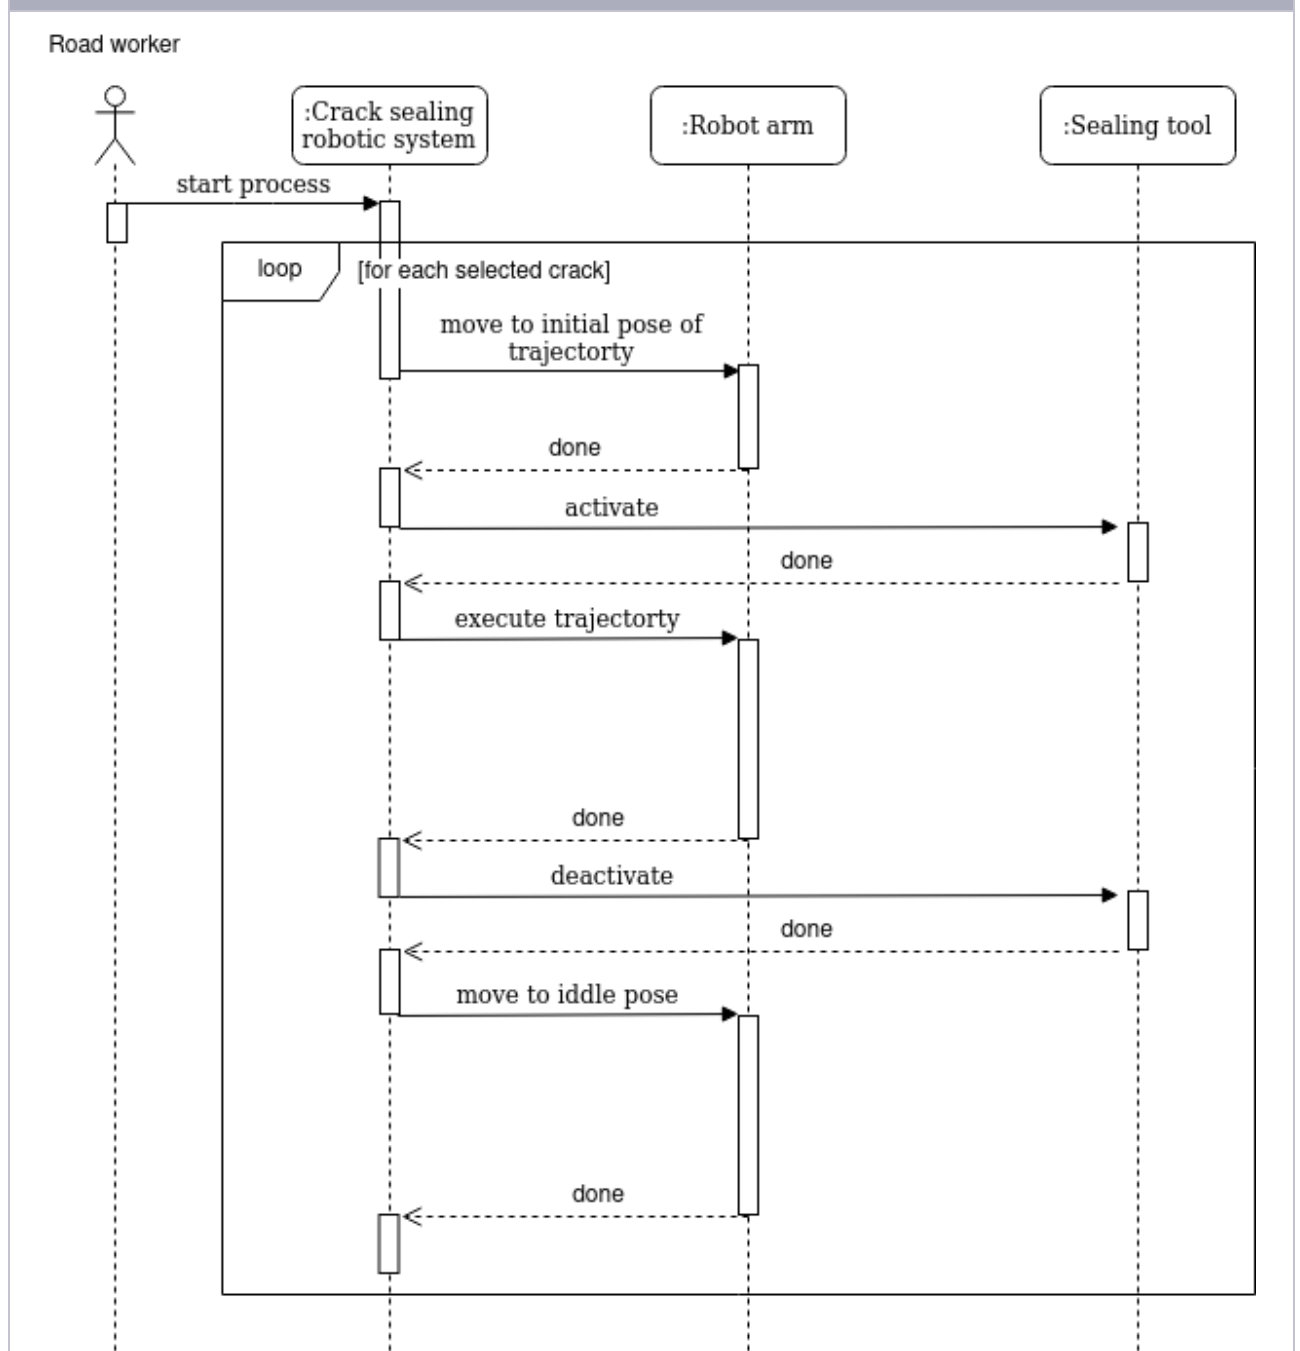 Road worker
:Crack sealing
robotic system
:Robot arm
:Sealing tool
start process
loop
[for each selected crack]
move to initial pose of
trajectorty
done
activate
done
execute trajectorty
done
deactivate
done
move to iddle pose
done